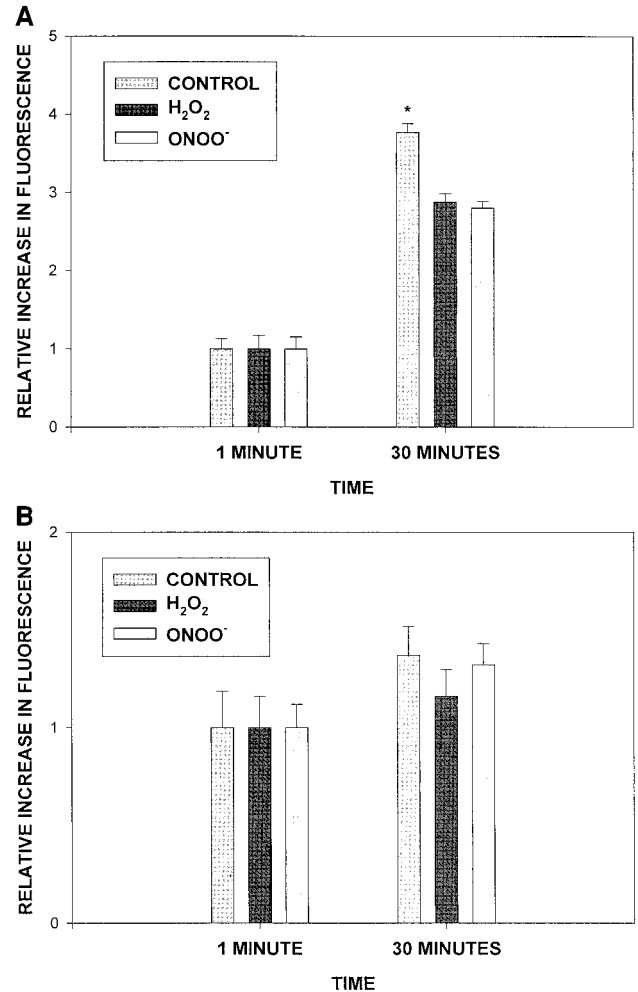 A
RELATIVE INCREASE IN FLUORESCENCE
5
4
3
2
1
0
CONTROL
H₂O₂
ONOO⁻
*
1 MINUTE 30 MINUTES
TIME
B
RELATIVE INCREASE IN FLUORESCENCE
2
1
0
CONTROL
H₂O₂
ONOO⁻
1 MINUTE 30 MINUTES
TIME